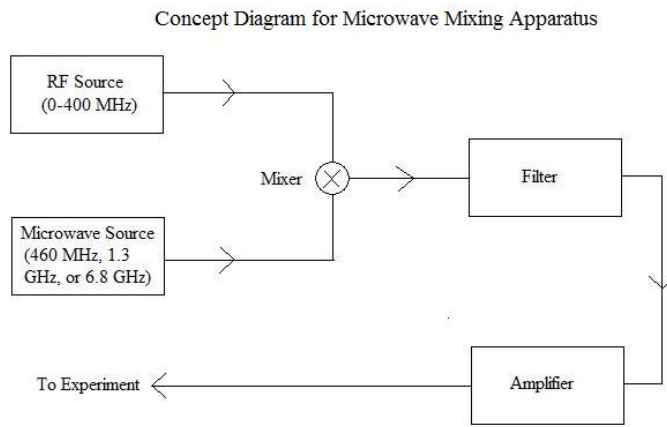 Concept Diagram for Microwave Mixing Apparatus
RF Source
(0-400 MHz)
Mixer
Filter
Microwave Source
(460 MHz, 1.3
GHz, or 6.8 GHz)
To Experiment
Amplifier